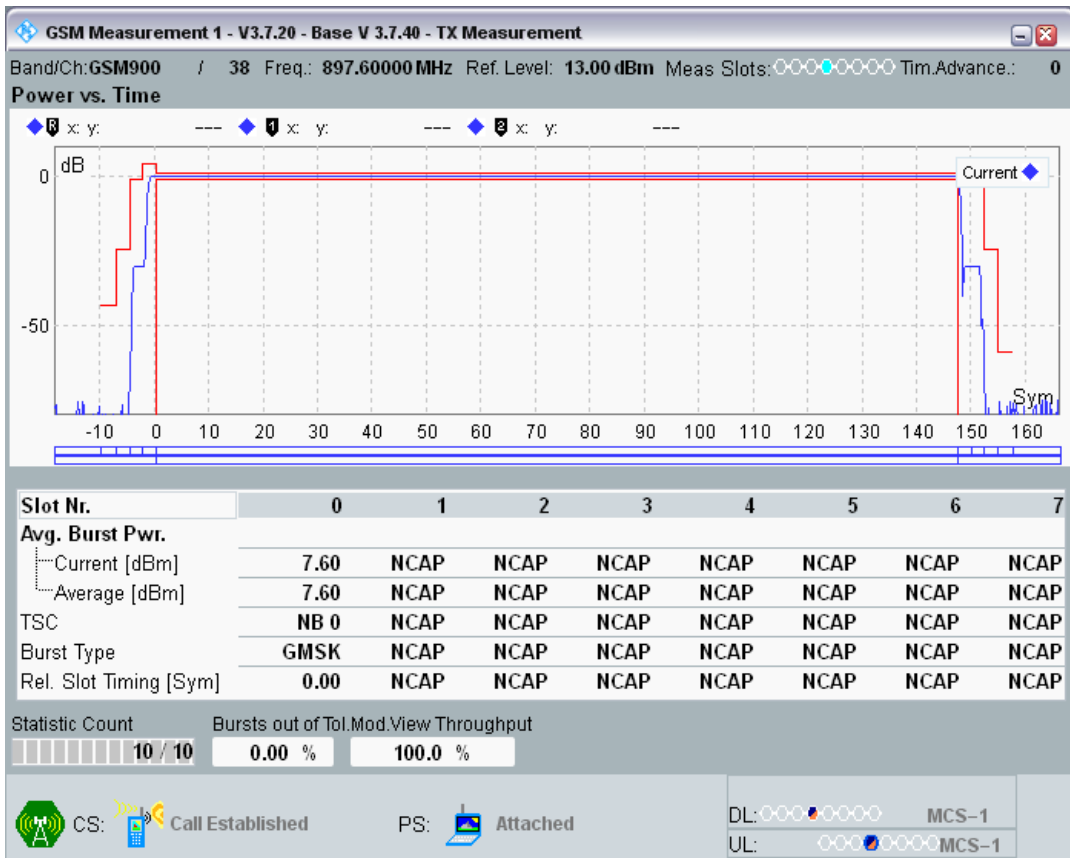 GSM Measurement 1 - V3.7.20 - Base V 3.7.40 - TX Measurement
Band/Ch:GSM900 / 38 Freq.: 897.60000 MHz Ref. Level: 13.00 dBm Meas Slots: Tim.Advance.: 0
Power vs. Time
R x: y: --- 1 x: y: --- 2 x: y: ---
dB
Current
0
-50
Sym
-10 0 10 20 30 40 50 60 70 80 90 100 110 120 130 140 150 160
Slot Nr. 0 1 2 3 4 5 6 7
Avg. Burst Pwr.
Current [dBm] 7.60 NCAP NCAP NCAP NCAP NCAP NCAP NCAP
Average [dBm] 7.60 NCAP NCAP NCAP NCAP NCAP NCAP NCAP
TSC NB 0 NCAP NCAP NCAP NCAP NCAP NCAP NCAP
Burst Type GMSK NCAP NCAP NCAP NCAP NCAP NCAP NCAP
Rel. Slot Timing [Sym] 0.00 NCAP NCAP NCAP NCAP NCAP NCAP NCAP
Statistic Count Bursts out of Tol. Mod.View Throughput
10 / 10 0.00 % 100.0 %
CS: Call Established PS: Attached
DL: MCS-1
UL: MCS-1